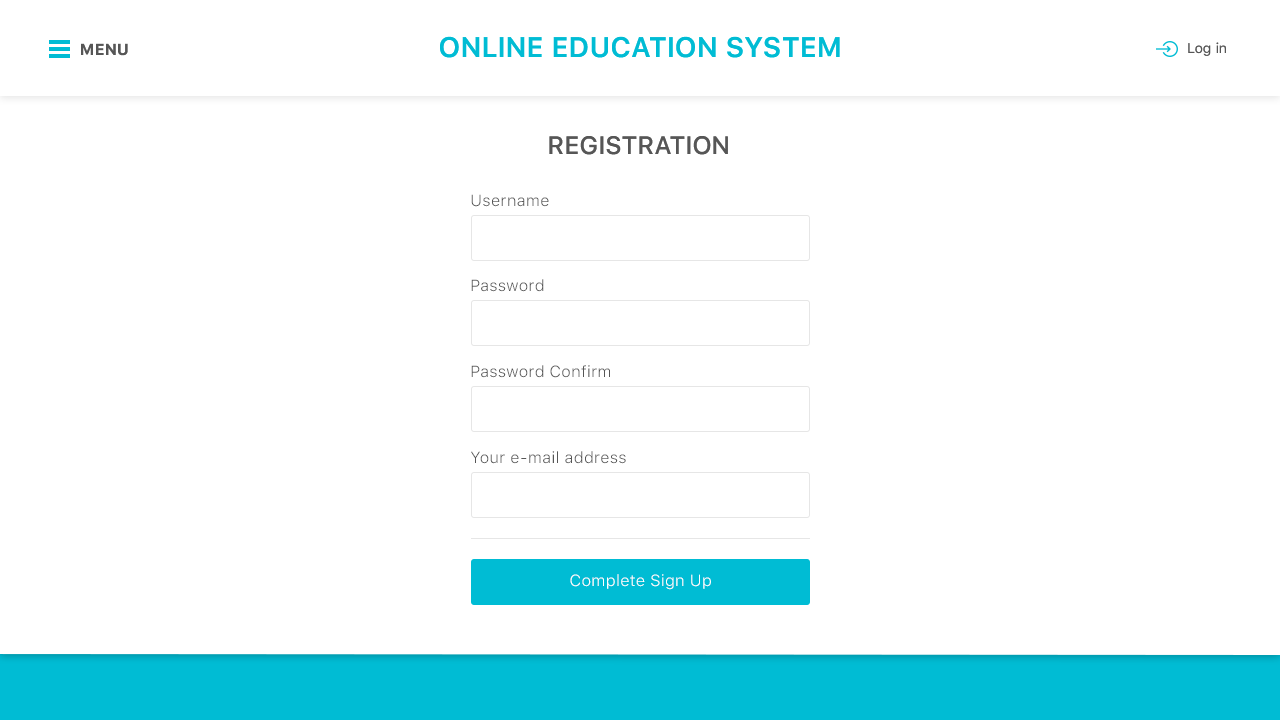 MENU
ONLINE EDUCATION SYSTEM
Log in
REGISTRATION
Username
Password
Password Confirm
Your e-mail address
Complete Sign Up